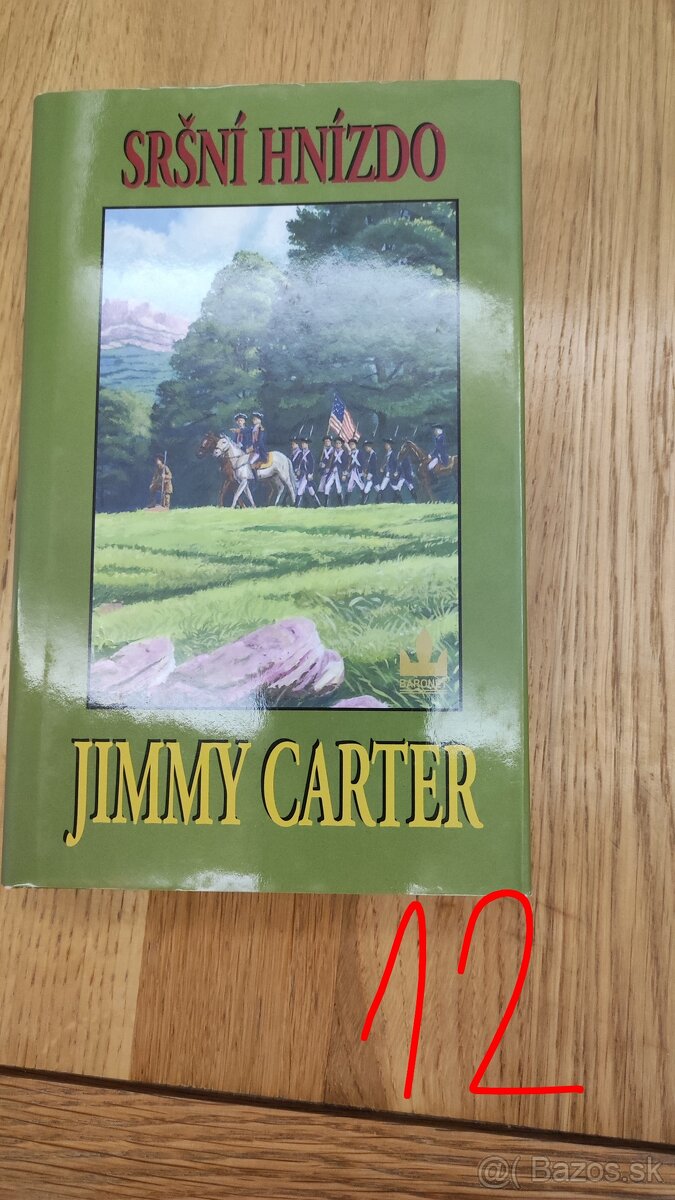 SRŠNÍ HNÍZDO
BARONET
JIMMY CARTER
12
@( Bazos.sk